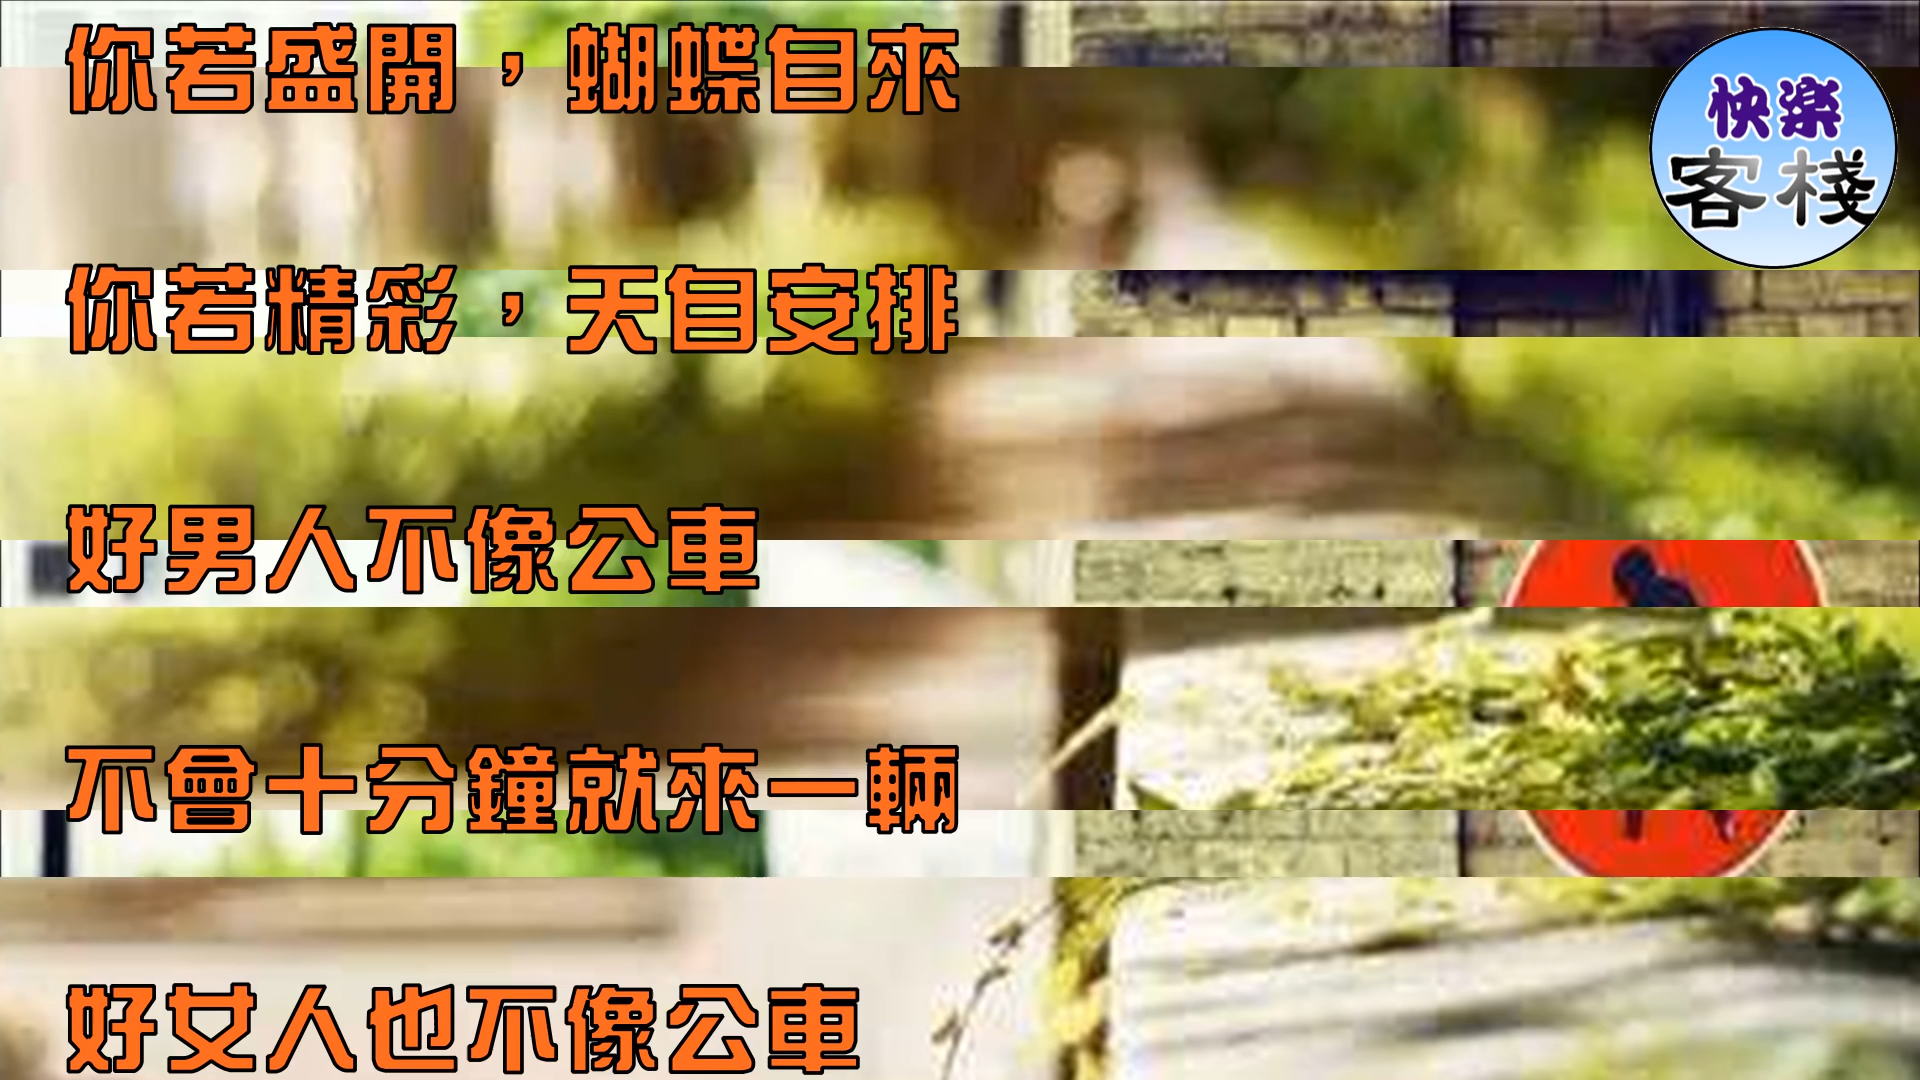 你若盛開，蝴蝶自來
快樂
客棧
你若精彩，天自安排
好男人不像公車
不會十分鐘就來一輛
好女人也不像公車